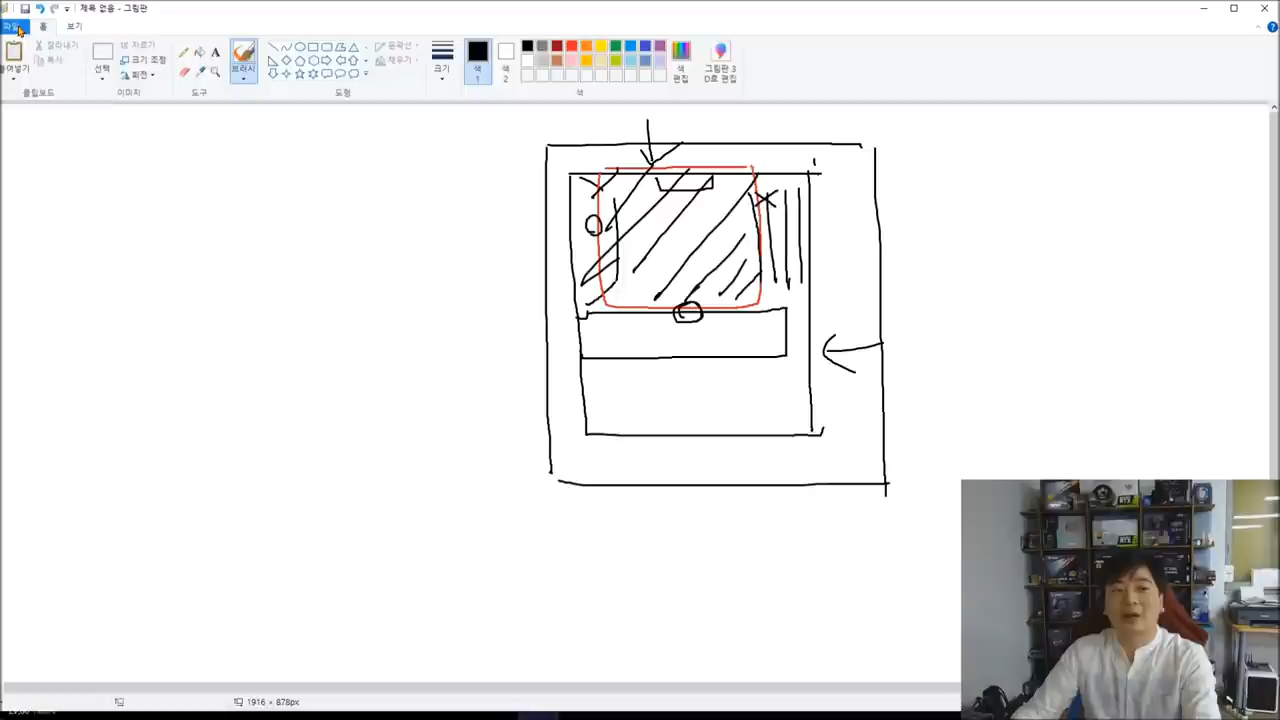 제목 없음 - 그림판
파일
홈
보기
붙여넣기
잘라내기
복사
선택
자르기
크기 조정
회전
A
브러시
윤곽선
채우기
크기
색
1
색
2
색
편집
그림판 3
D로 편집
클립보드
이미지
도구
도형
색
1916 × 878px